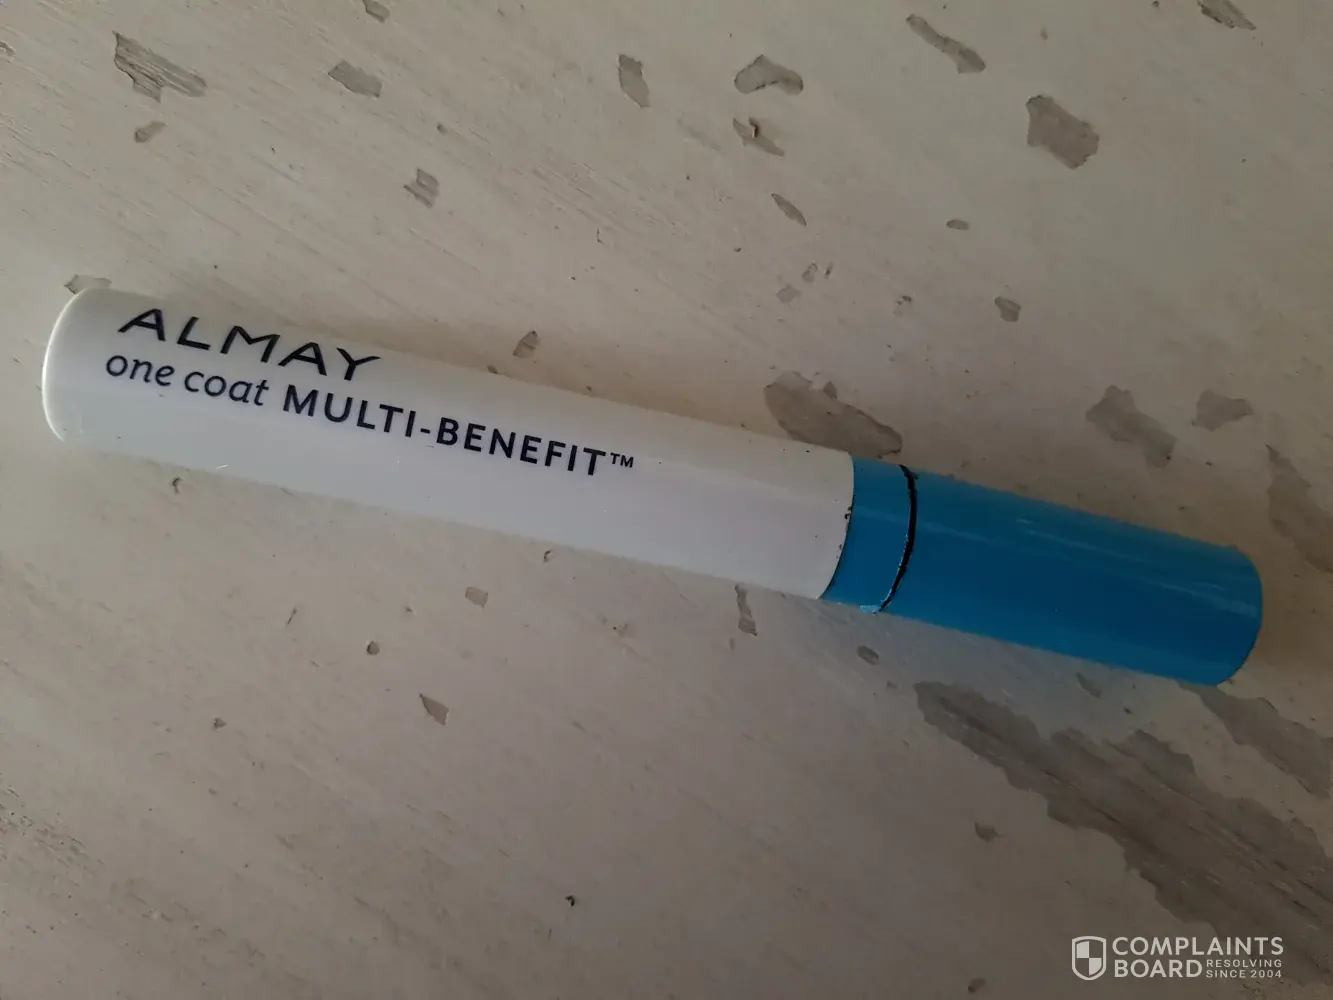 ALMAY
one coat MULTI-BENEFIT™
COMPLAINTS
BOARD RESOLVING
SINCE 2004